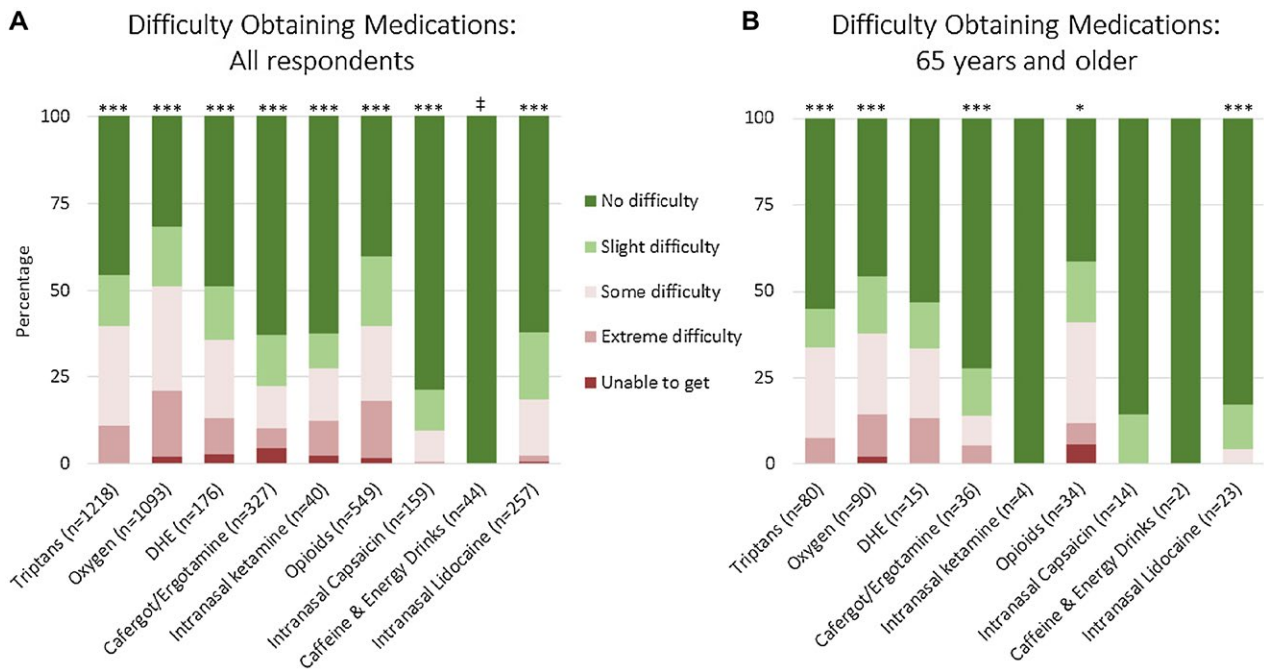 A
Difficulty Obtaining Medications:
All respondents
*** *** *** *** *** *** *** ‡ ***
100
75
50
25
0
Percentage
Triptans (n=1218)
Oxygen (n=1093)
DHE (n=176)
Cafergot/Ergotamine (n=327)
Intranasal ketamine (n=40)
Opioids (n=549)
Intranasal Capsaicin (n=159)
Caffeine & Energy Drinks (n=44)
Intranasal Lidocaine (n=257)
No difficulty
Slight difficulty
Some difficulty
Extreme difficulty
Unable to get
B
Difficulty Obtaining Medications:
65 years and older
*** *** *** * ***
100
75
50
25
0
Triptans (n=80)
Oxygen (n=90)
DHE (n=15)
Cafergot/Ergotamine (n=36)
Intranasal ketamine (n=4)
Opioids (n=34)
Intranasal Capsaicin (n=14)
Caffeine & Energy Drinks (n=2)
Intranasal Lidocaine (n=23)